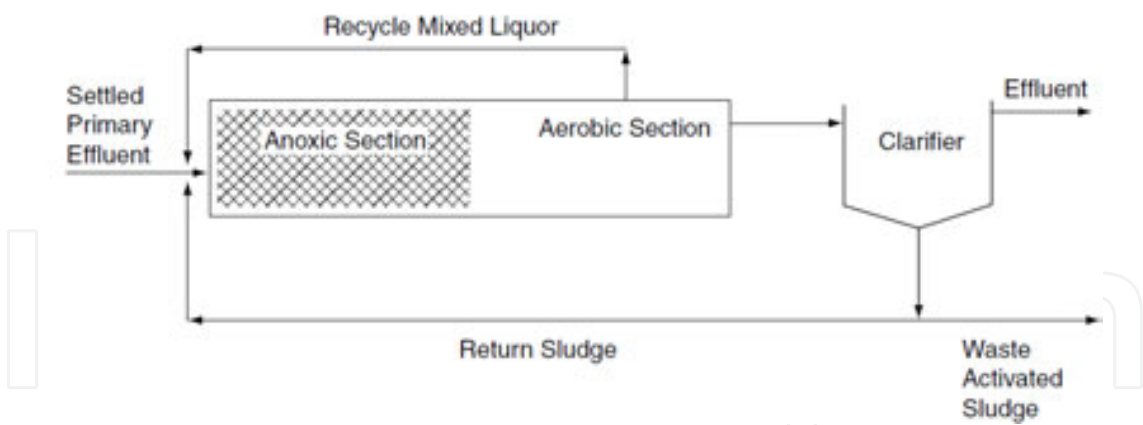 Recycle Mixed Liquor
Settled
Primary
Effluent
Anoxic Section
Aerobic Section
Clarifier
Effluent
Return Sludge
Waste
Activated
Sludge